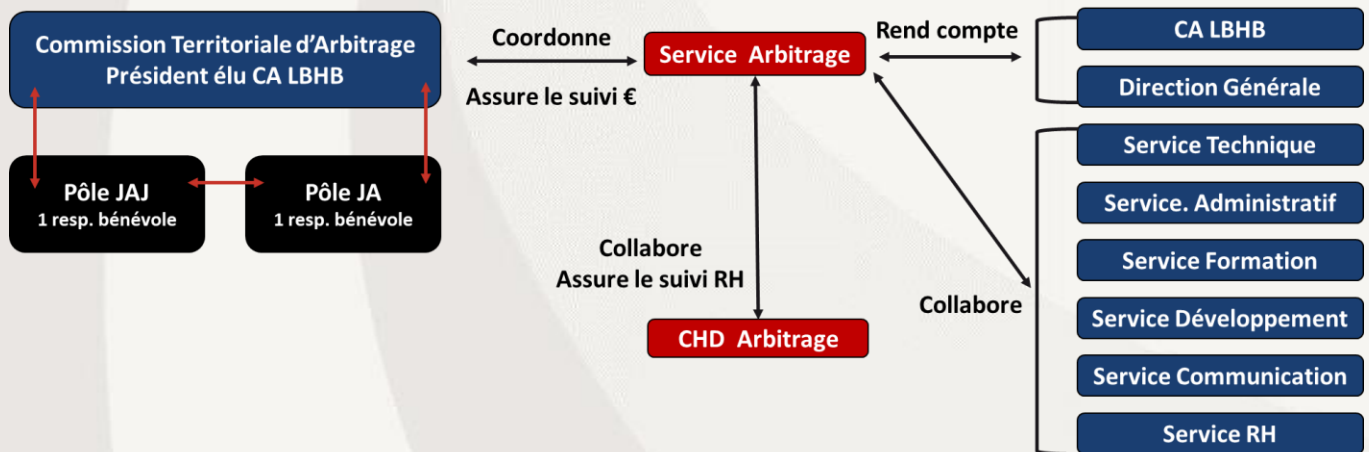 Commission Territoriale d'Arbitrage
Président élu CA LBHB
Pôle JAJ
1 resp. bénévole
Pôle JA
1 resp. bénévole
Coordonne
Assure le suivi €
Service Arbitrage
Rend compte
Collabore
Assure le suivi RH
CHD Arbitrage
Collabore
CA LBHB
Direction Générale
Service Technique
Service. Administratif
Service Formation
Service Développement
Service Communication
Service RH